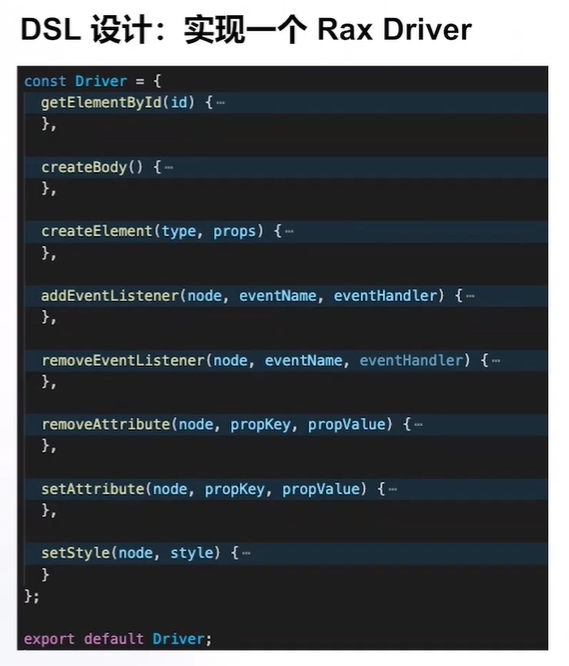 DSL 设计：实现一个 Rax Driver
const Driver = {
getElementById(id) {⋯
},
createBody() {⋯
},
createElement(type, props) {⋯
},
addEventListener(node, eventName, eventHandler) {⋯
},
removeEventListener(node, eventName, eventHandler) {⋯
},
removeAttribute(node, propKey, propValue) {⋯
},
setAttribute(node, propKey, propValue) {⋯
},
setStyle(node, style) {⋯
}
};
export default Driver;